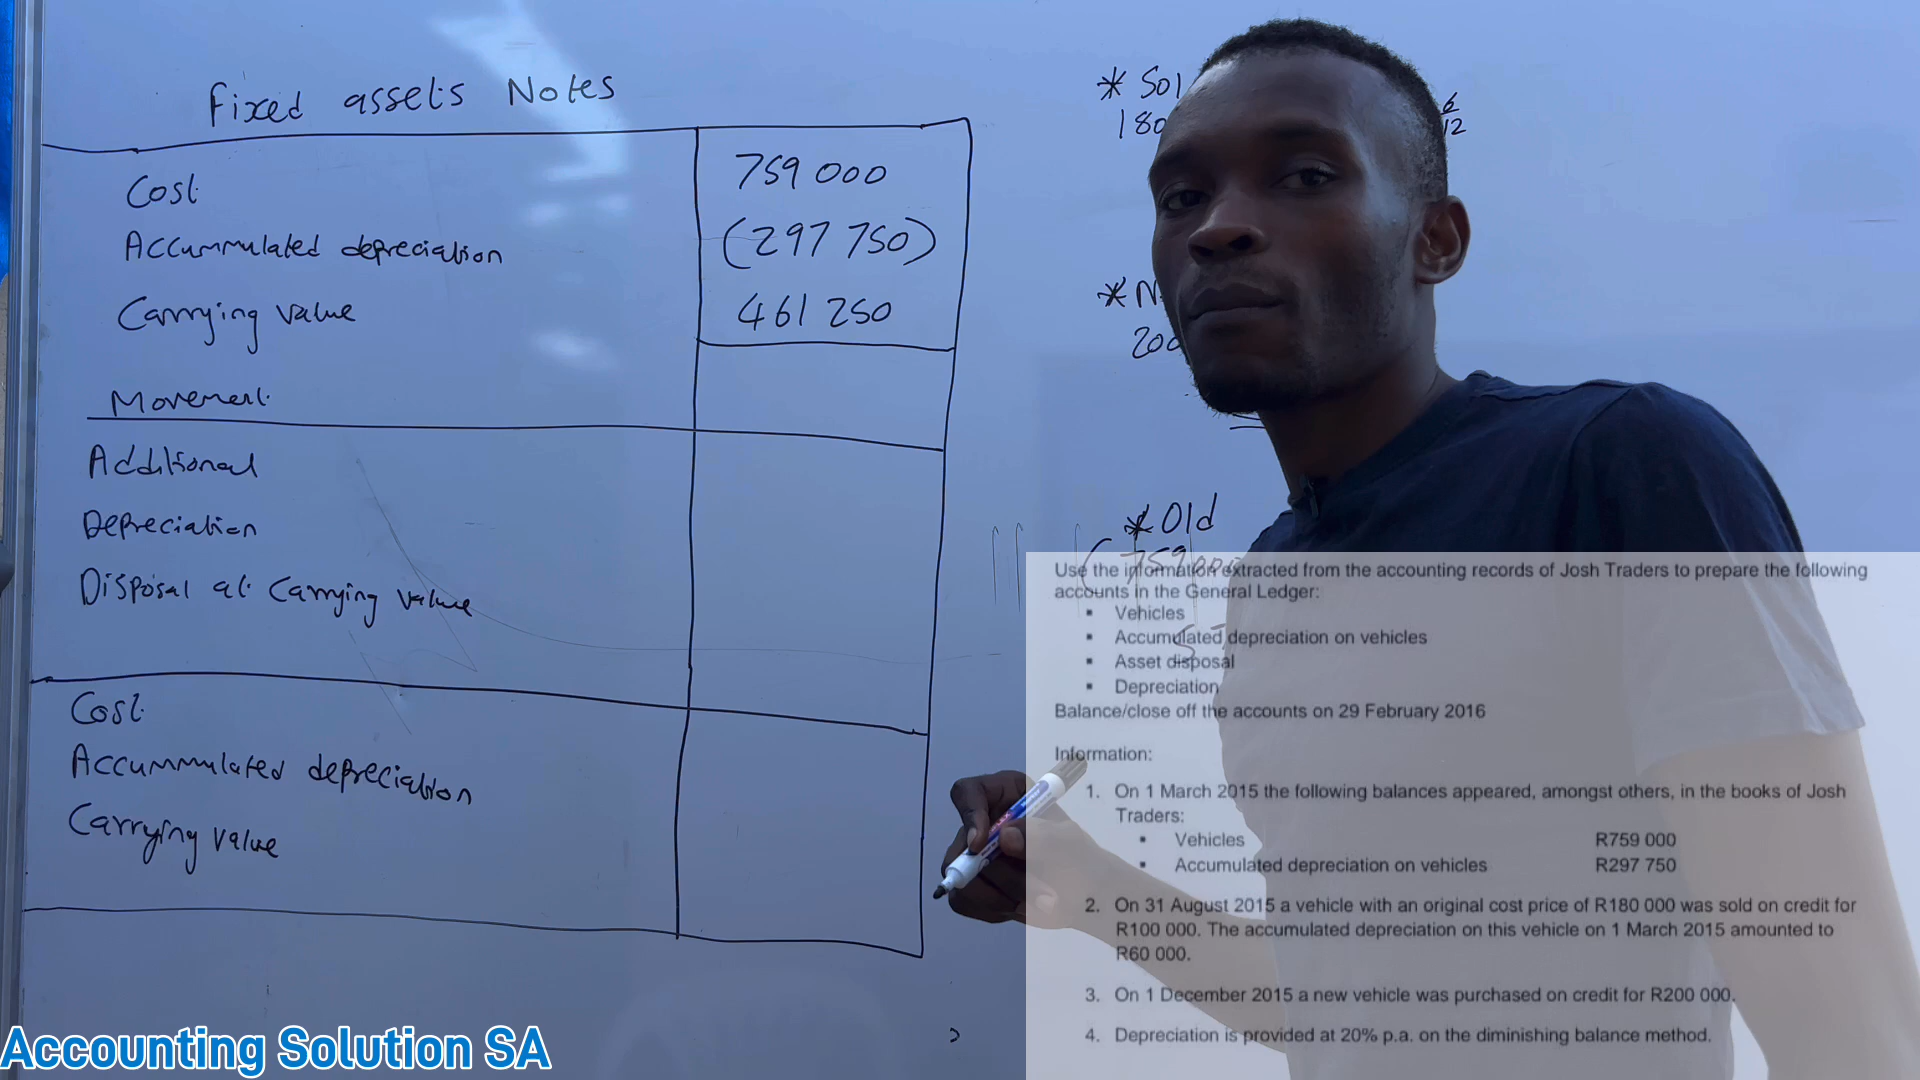 Fixed assets Notes
Cost 759 000
Accummulated depreciation (297 750)
Carrying value 461 250
Movement
Additional
Depreciation
Disposal at Carrying value
Cost
Accummulated depreciation
Carrying value
* Sol
180
6
12
* N
200
* Old
(759 000
Use the information extracted from the accounting records of Josh Traders to prepare the following
accounts in the General Ledger:
▪ Vehicles
▪ Accumulated depreciation on vehicles
▪ Asset disposal
▪ Depreciation
Balance/close off the accounts on 29 February 2016
Information:
1. On 1 March 2015 the following balances appeared, amongst others, in the books of Josh
Traders:
▪ Vehicles R759 000
▪ Accumulated depreciation on vehicles R297 750
2. On 31 August 2015 a vehicle with an original cost price of R180 000 was sold on credit for
R100 000. The accumulated depreciation on this vehicle on 1 March 2015 amounted to
R60 000.
3. On 1 December 2015 a new vehicle was purchased on credit for R200 000.
4. Depreciation is provided at 20% p.a. on the diminishing balance method.
Accounting Solution SA